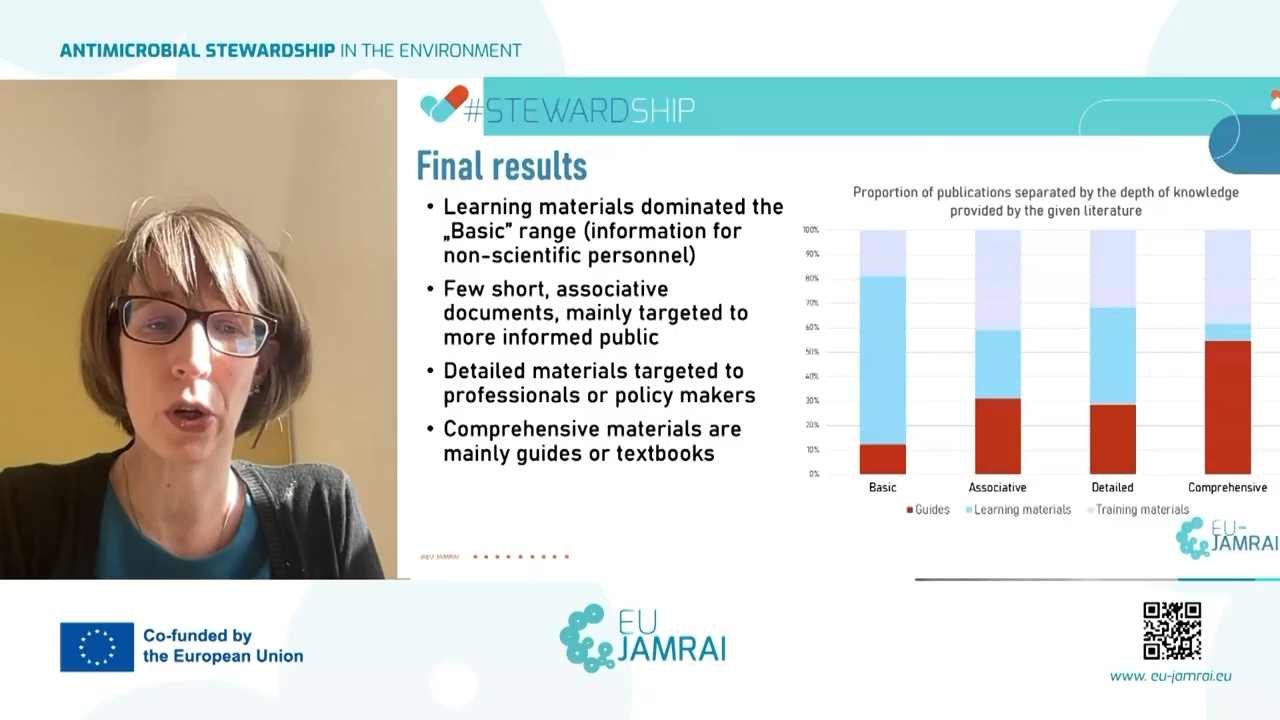 ANTIMICROBIAL STEWARDSHIP IN THE ENVIRONMENT
#STEWARDSHIP
Final results
• Learning materials dominated the
„Basic” range (information for
non-scientific personnel)
• Few short, associative
documents, mainly targeted to
more informed public
• Detailed materials targeted to
professionals or policy makers
• Comprehensive materials are
mainly guides or textbooks
@EU JAMRAI
Proportion of publications separated by the depth of knowledge
provided by the given literature
100%
90%
80%
70%
60%
50%
40%
30%
20%
10%
0%
Basic Associative Detailed Comprehensive
Guides Learning materials Training materials
EU-
JAMRAI
Co-funded by
the European Union
EU
JAMRAI
www. eu-jamrai.eu